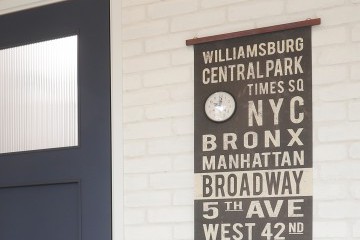 WILLIAMSBURG
CENTRAL PARK
TIMES SQ
NYC
BRONX
MANHATTAN
BROADWAY
5TH AVE
WEST 42ND